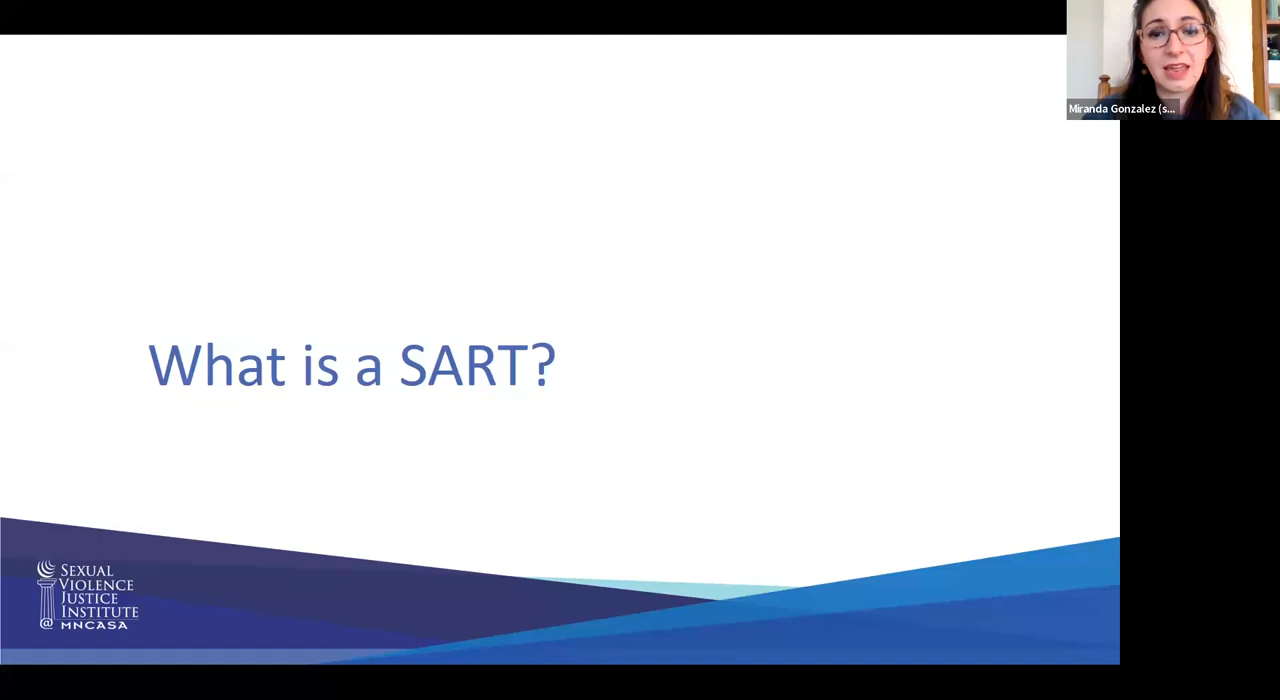 Miranda Gonzalez (s...
What is a SART?
SEXUAL
VIOLENCE
JUSTICE
INSTITUTE
@ MNCASA